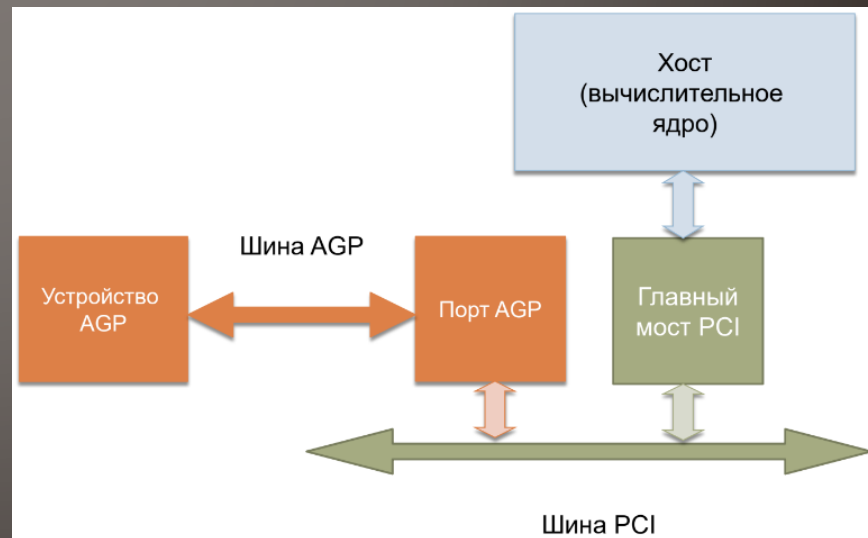 Хост
(вычислительное
ядро)
Шина AGP
Устройство
AGP
Порт AGP
Главный
мост PCI
Шина PCI